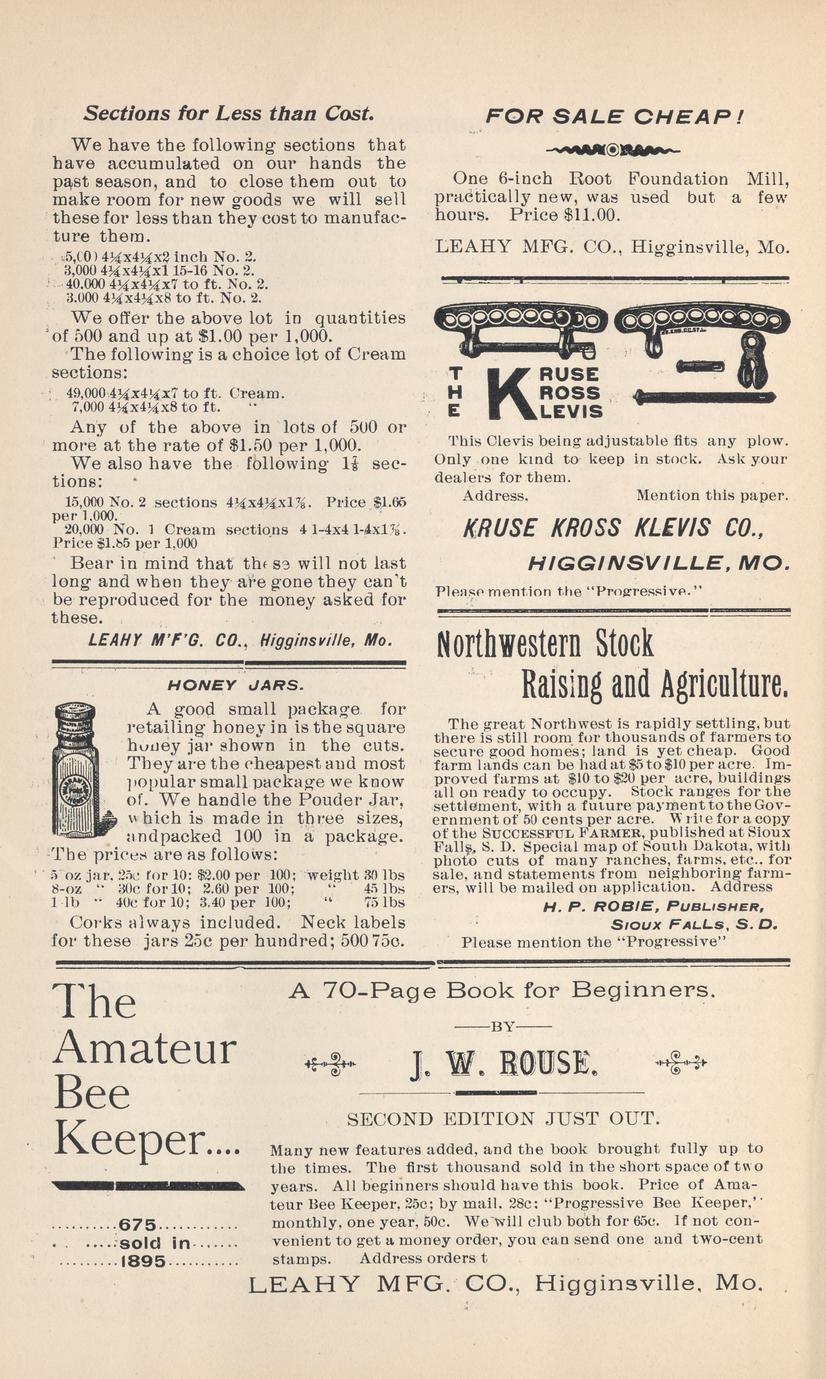 Sections for Less than Cost.
We have the following sections that
have accumulated on our hands the
past season, and to close them out to
make room for new goods we will sell
these for less than they cost to manufac-
ture them.
4¼x4¼x2 inch No. 2.
3,000 4¼x4¼x1 15-16 No. 2.
40,000 4¼x4¼x7 to ft. No. 2.
3.000 4¼x4¼x8 to ft. No. 2.
We offer the above lot in quantities
of 500 and up at $1.00 per 1,000.
The following is a choice lot of Cream
sections:
49,000 4¼x4¼x7 to ft. Cream.
7,000 4¼x4¼x8 to ft. "
Any of the above in lots of 500 or
more at the rate of $1.50 per 1,000.
We also have the following sec-
tions:
15,000 No. 2 sections 4¼x4¼x1⅞. Price $1.65
per 1,000.
20,000 No. 1 Cream sections 4 1-4x4 1-4x1⅞.
Price $1.85 per 1,000
Bear in mind that these will not last
long and when they are gone they can't
be reproduced for the money asked for
these.
LEAHY M'F'G. CO., Higginsville, Mo.
HONEY JARS.
A good small package for
retailing honey in is the square
honey jar shown in the cuts.
They are the cheapest and most
popular small package we know
of. We handle the Pouder Jar,
which is made in three sizes,
and packed 100 in a package.
The prices are as follows:
5 oz jar, 25c for 10: $2.00 per 100; weight 30 lbs
8-oz " 30c for 10; 2.60 per 100; " 45 lbs
1 lb " 40c for 10; 3.40 per 100; " 75 lbs
Corks always included. Neck labels
for these jars 25c per hundred; 500 75c.
FOR SALE CHEAP!
One 6-inch Root Foundation Mill,
practically new, was used but a few
hours. Price $11.00.
LEAHY MFG. CO., Higginsville, Mo.
THE KRUSE
KROSS
KLEVIS
This Clevis being adjustable fits any plow.
Only one kind to keep in stock. Ask your
dealers for them.
Address, Mention this paper.
KRUSE KROSS KLEVIS CO.,
HIGGINSVILLE, MO.
Please mention the "Progressive."
Northwestern Stock
Raising and Agriculture.
The great Northwest is rapidly settling, but
there is still room for thousands of farmers to
secure good homes; land is yet cheap. Good
farm lands can be had at $5 to $10 per acre. Im-
proved farms at $10 to $20 per acre, buildings
all on ready to occupy. Stock ranges for the
settlement, with a future payment to the Gov-
ernment of 50 cents per acre. Write for a copy
of the SUCCESSFUL FARMER, published at Sioux
Falls, S. D. Special map of South Dakota, with
photo cuts of many ranches, farms, etc., for
sale, and statements from neighboring farm-
ers, will be mailed on application. Address
H. P. ROBIE, PUBLISHER,
SIOUX FALLS, S. D.
Please mention the "Progressive"
The
Amateur
Bee
Keeper....
..........675............
.....sold in.......
.........1895...........
A 70-Page Book for Beginners.
——BY——
J. W. ROUSE.
SECOND EDITION JUST OUT.
Many new features added, and the book brought fully up to
the times. The first thousand sold in the short space of two
years. All beginners should have this book. Price of Ama-
teur Bee Keeper, 25c; by mail, 28c: "Progressive Bee Keeper,"
monthly, one year, 50c. We will club both for 65c. If not con-
venient to get a money order, you can send one and two-cent
stamps. Address orders t
LEAHY MFG. CO., Higginsville, Mo.